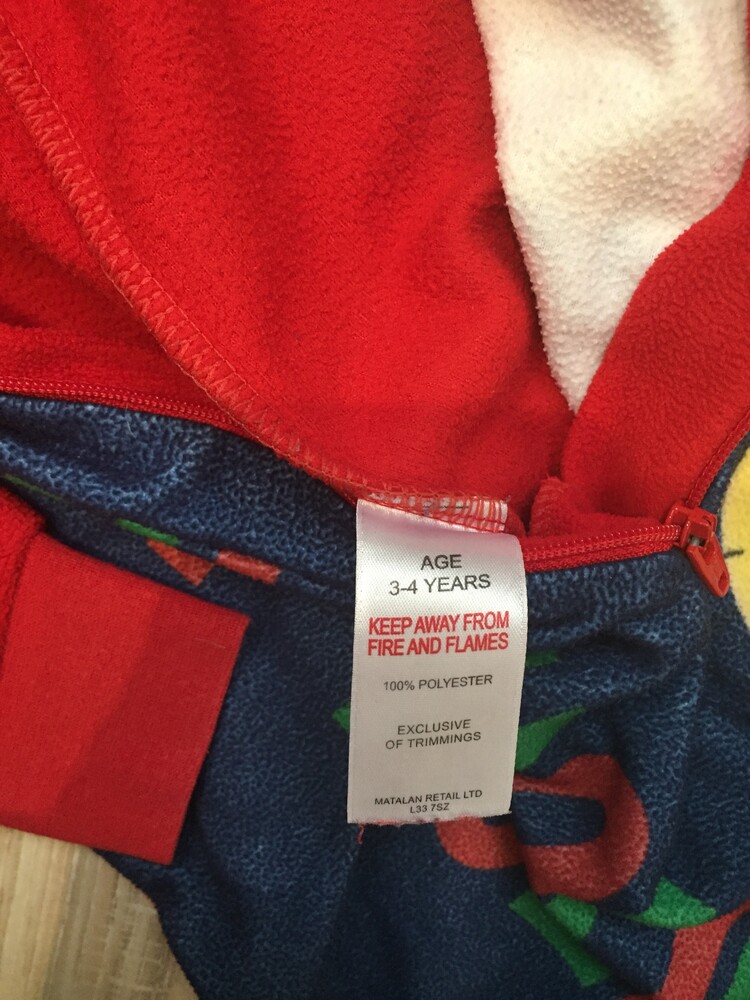 AGE
3-4 YEARS
KEEP AWAY FROM
FIRE AND FLAMES
100% POLYESTER
EXCLUSIVE
OF TRIMMINGS
MATALAN RETAIL LTD
L33 7SZ